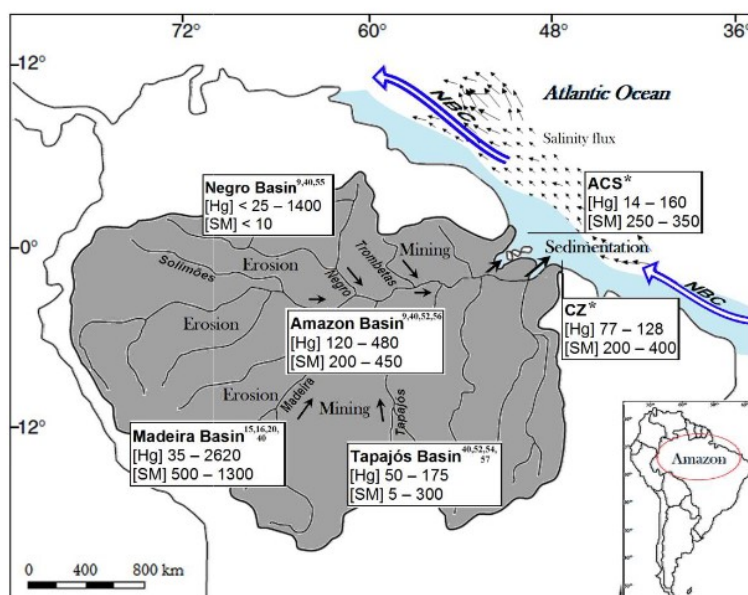 72°
60°
48°
36°
12°
0°
12°
Atlantic Ocean
NBC
Salinity flux
Negro Basin9,40,55
[Hg] < 25 – 1400
[SM] < 10
ACS*
[Hg] 14 – 160
[SM] 250 – 350
Mining
Trombetas
Sedimentation
Solimões
Erosion
Negro
NBC
CZ*
[Hg] 77 – 128
[SM] 200 – 400
Amazon Basin9,40,52,56
[Hg] 120 – 480
[SM] 200 – 450
Erosion
Erosion
Madeira
Mining
Tapajós
Madeira Basin15,16,20,40
[Hg] 35 – 2620
[SM] 500 – 1300
Tapajós Basin40,52,54,57
[Hg] 50 – 175
[SM] 5 – 300
Amazon
0 200 400 800 km